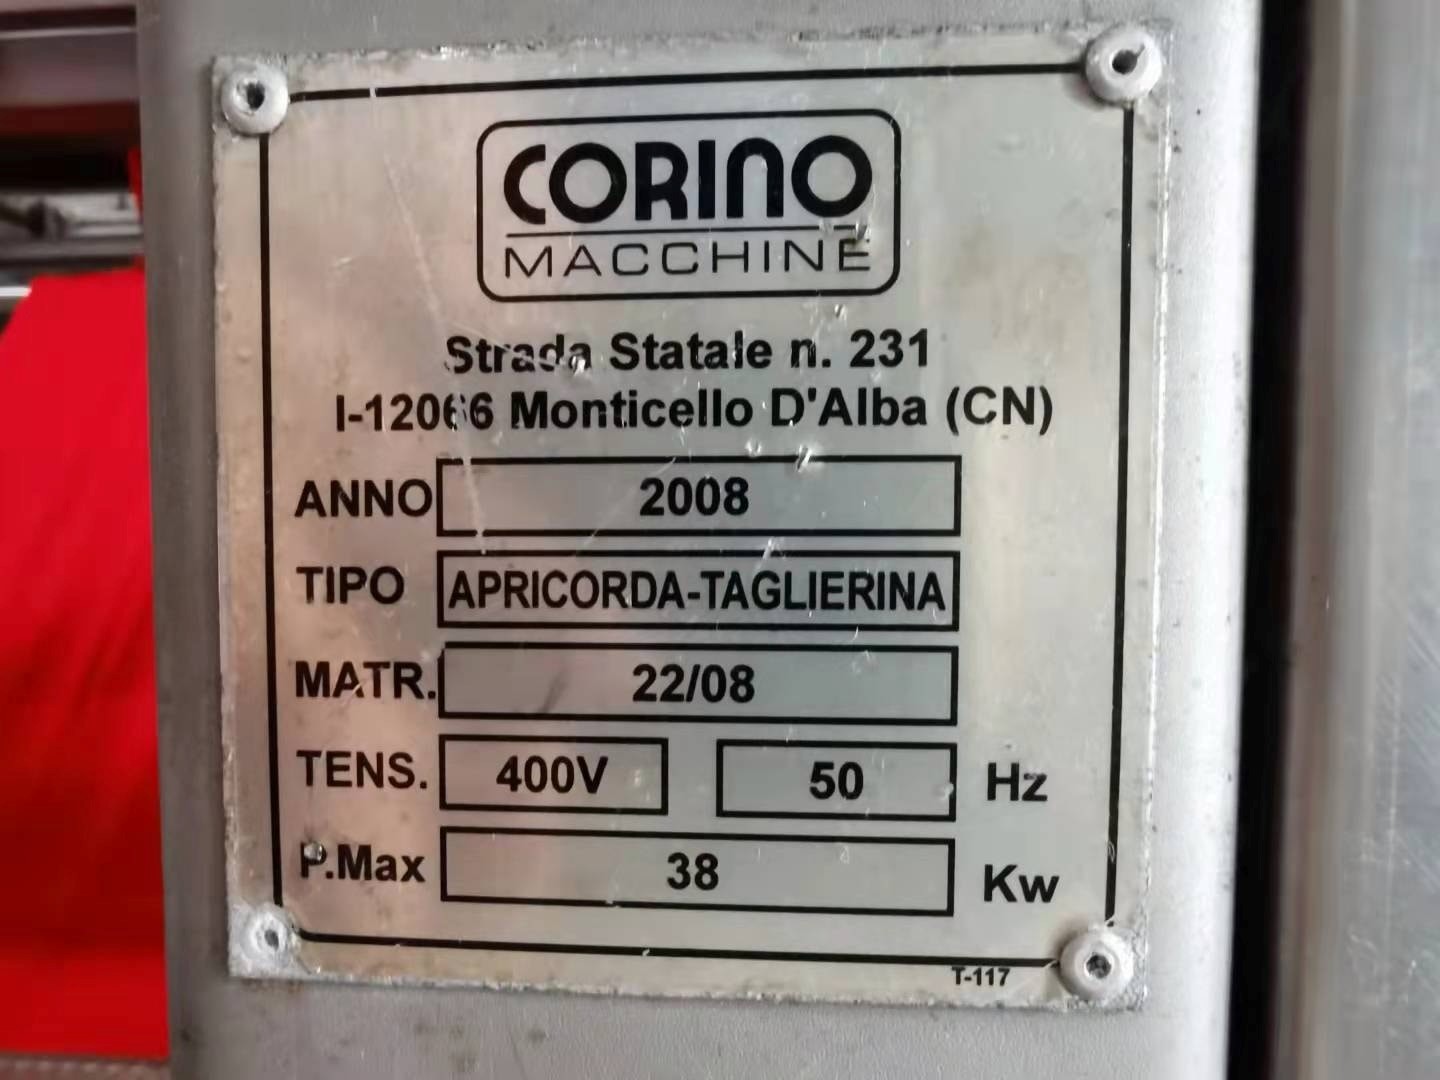 CORINO
MACCHINE
Strada Statale n. 231
I-12066 Monticello D'Alba (CN)
ANNO 2008
TIPO APRICORDA-TAGLIERINA
MATR. 22/08
TENS. 400V 50 Hz
P.Max 38 Kw
T-117